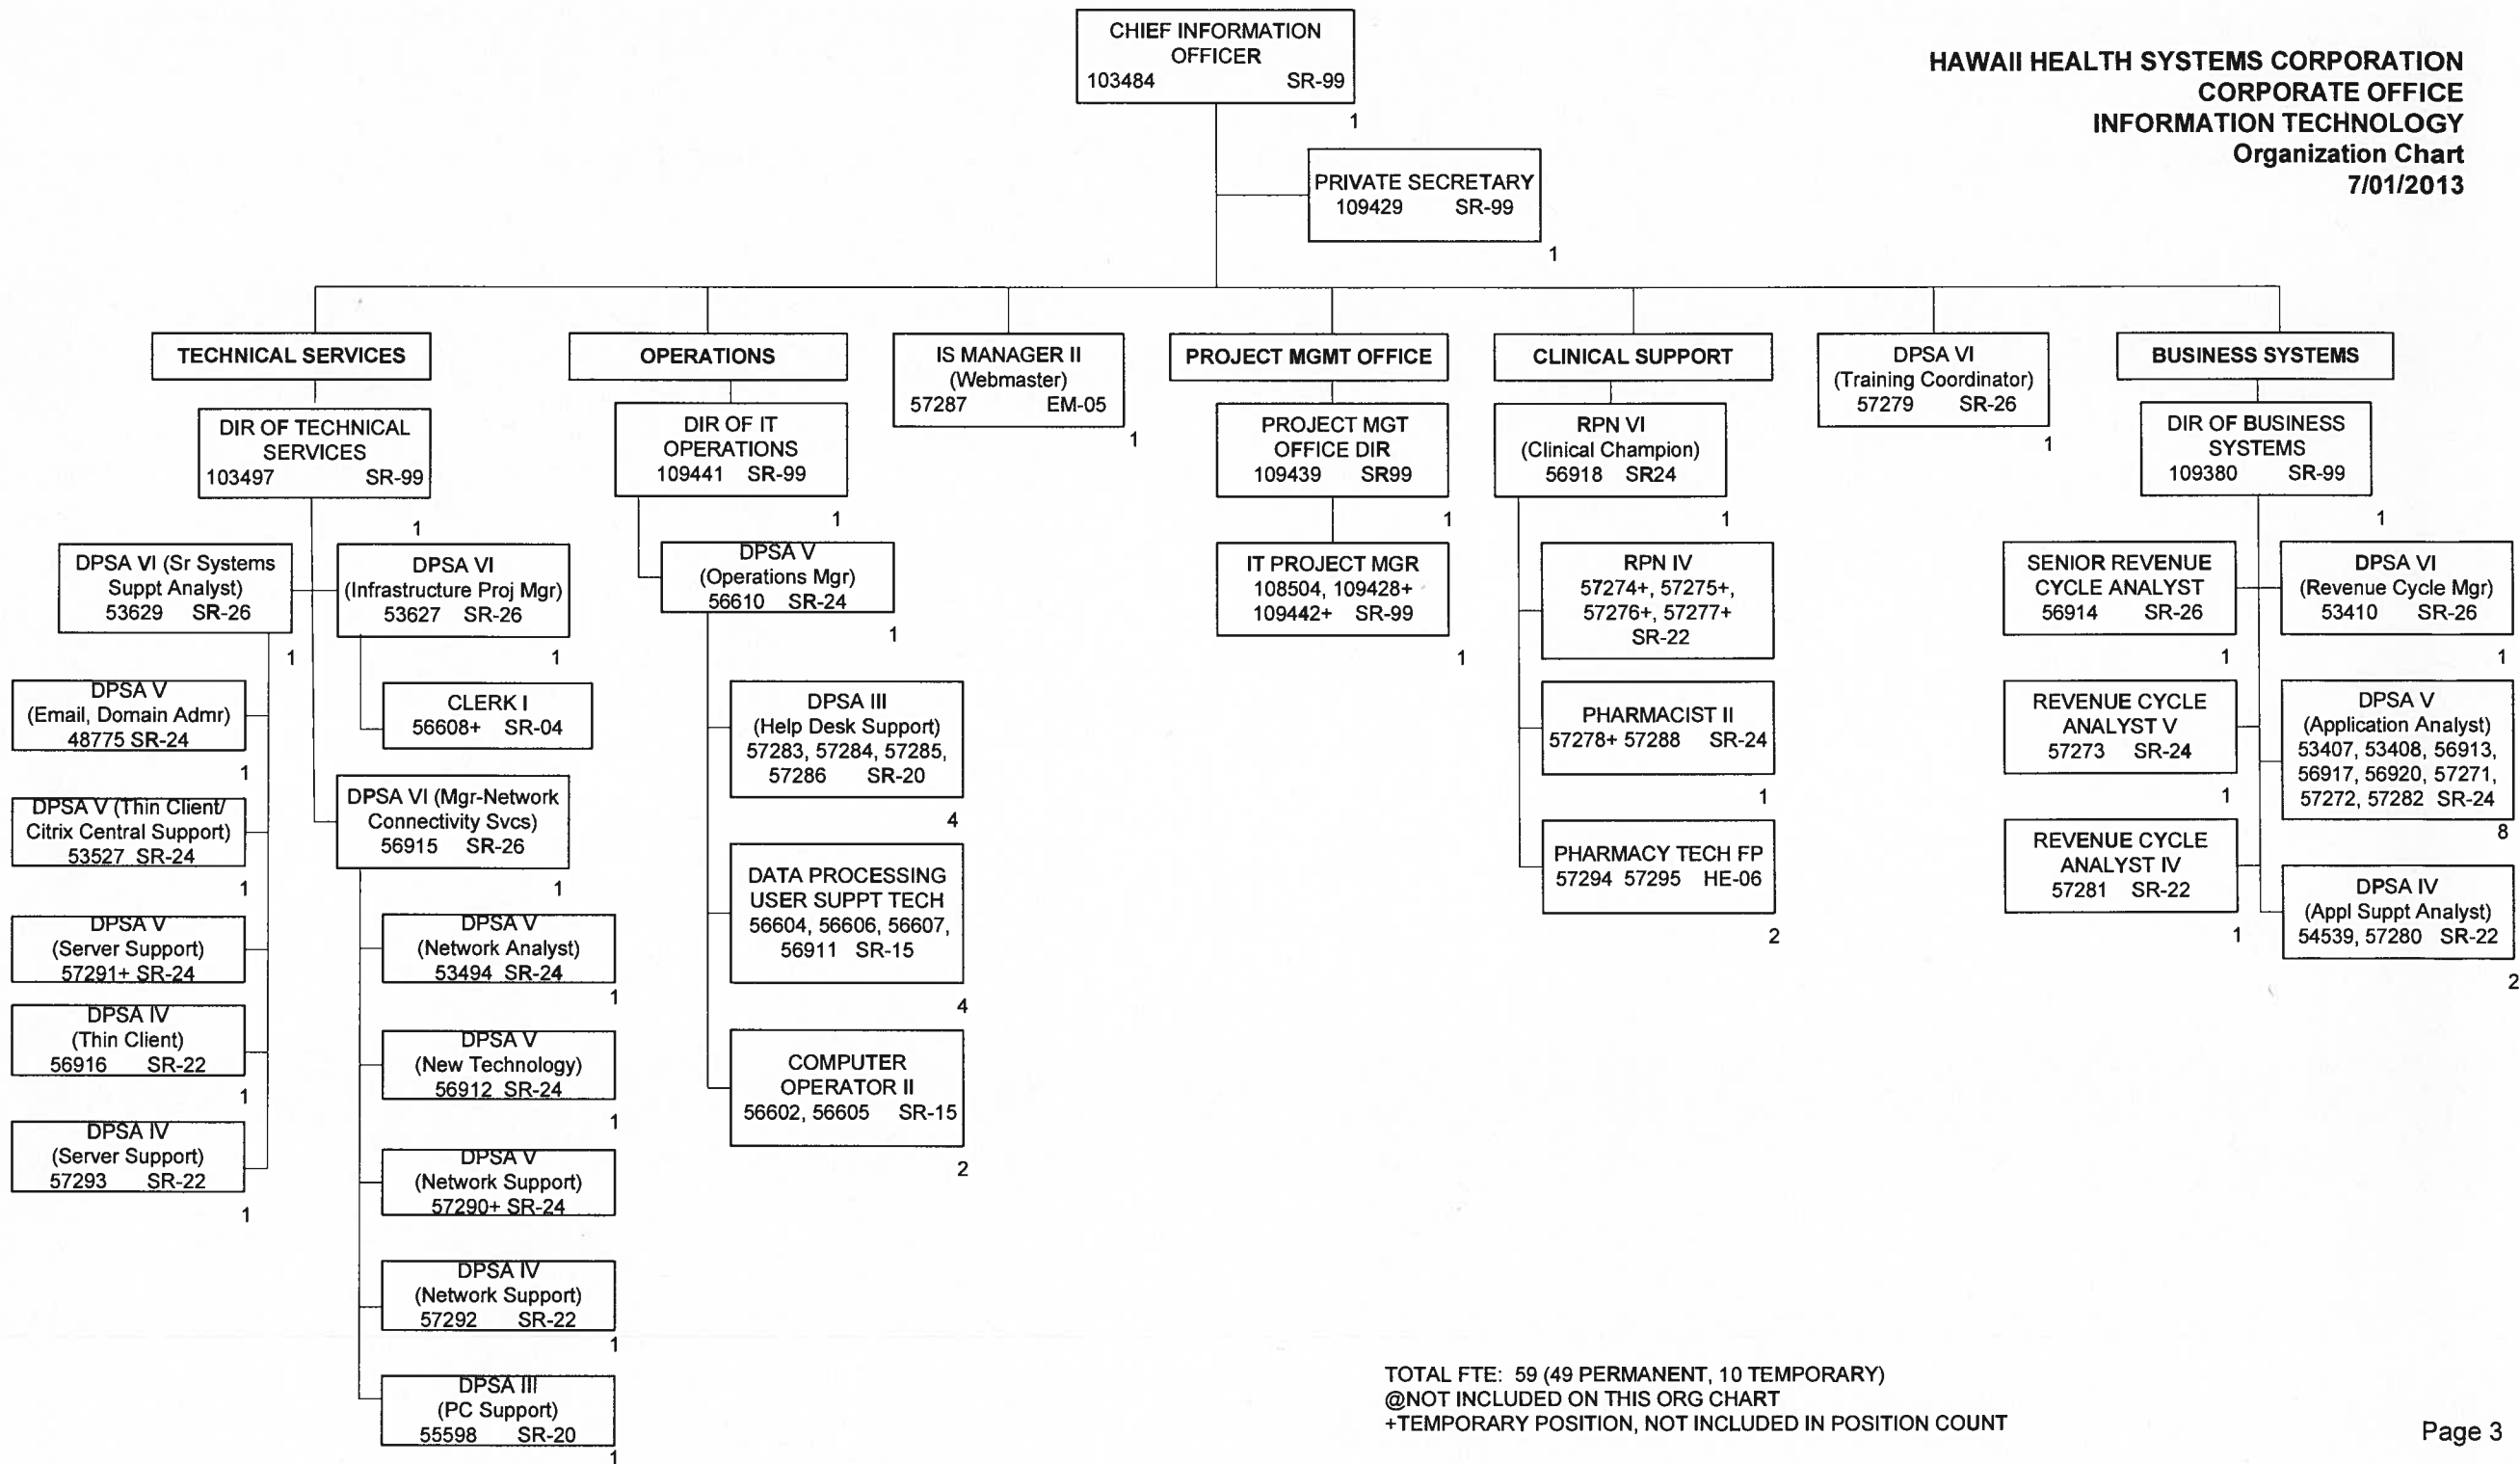 CHIEF INFORMATION
OFFICER
103484 SR-99
1
HAWAII HEALTH SYSTEMS CORPORATION
CORPORATE OFFICE
INFORMATION TECHNOLOGY
Organization Chart
7/01/2013
PRIVATE SECRETARY
109429 SR-99
1
TECHNICAL SERVICES
DIR OF TECHNICAL
SERVICES
103497 SR-99
1
DPSA VI (Sr Systems
Suppt Analyst)
53629 SR-26
1
DPSA V
(Email, Domain Admr)
48775 SR-24
1
DPSA V (Thin Client/
Citrix Central Support)
53527 SR-24
1
DPSA V
(Server Support)
57291+ SR-24
DPSA IV
(Thin Client)
56916 SR-22
1
DPSA IV
(Server Support)
57293 SR-22
1
DPSA VI
(Infrastructure Proj Mgr)
53627 SR-26
1
CLERK I
56608+ SR-04
DPSA VI (Mgr-Network
Connectivity Svcs)
56915 SR-26
1
DPSA V
(Network Analyst)
53494 SR-24
1
DPSA V
(New Technology)
56912 SR-24
1
DPSA V
(Network Support)
57290+ SR-24
DPSA IV
(Network Support)
57292 SR-22
1
DPSA III
(PC Support)
55598 SR-20
1
OPERATIONS
DIR OF IT
OPERATIONS
109441 SR-99
1
DPSA V
(Operations Mgr)
56610 SR-24
1
DPSA III
(Help Desk Support)
57283, 57284, 57285,
57286 SR-20
4
DATA PROCESSING
USER SUPPT TECH
56604, 56606, 56607,
56911 SR-15
4
COMPUTER
OPERATOR II
56602, 56605 SR-15
2
IS MANAGER II
(Webmaster)
57287 EM-05
1
PROJECT MGMT OFFICE
PROJECT MGT
OFFICE DIR
109439 SR99
1
IT PROJECT MGR
108504, 109428+
109442+ SR-99
1
CLINICAL SUPPORT
RPN VI
(Clinical Champion)
56918 SR24
1
RPN IV
57274+, 57275+,
57276+, 57277+
SR-22
PHARMACIST II
57278+ 57288 SR-24
1
PHARMACY TECH FP
57294 57295 HE-06
2
DPSA VI
(Training Coordinator)
57279 SR-26
1
BUSINESS SYSTEMS
DIR OF BUSINESS
SYSTEMS
109380 SR-99
1
SENIOR REVENUE
CYCLE ANALYST
56914 SR-26
1
REVENUE CYCLE
ANALYST V
57273 SR-24
1
REVENUE CYCLE
ANALYST IV
57281 SR-22
1
DPSA VI
(Revenue Cycle Mgr)
53410 SR-26
1
DPSA V
(Application Analyst)
53407, 53408, 56913,
56917, 56920, 57271,
57272, 57282 SR-24
8
DPSA IV
(Appl Suppt Analyst)
54539, 57280 SR-22
2
TOTAL FTE: 59 (49 PERMANENT, 10 TEMPORARY)
@NOT INCLUDED ON THIS ORG CHART
+TEMPORARY POSITION, NOT INCLUDED IN POSITION COUNT
Page 3